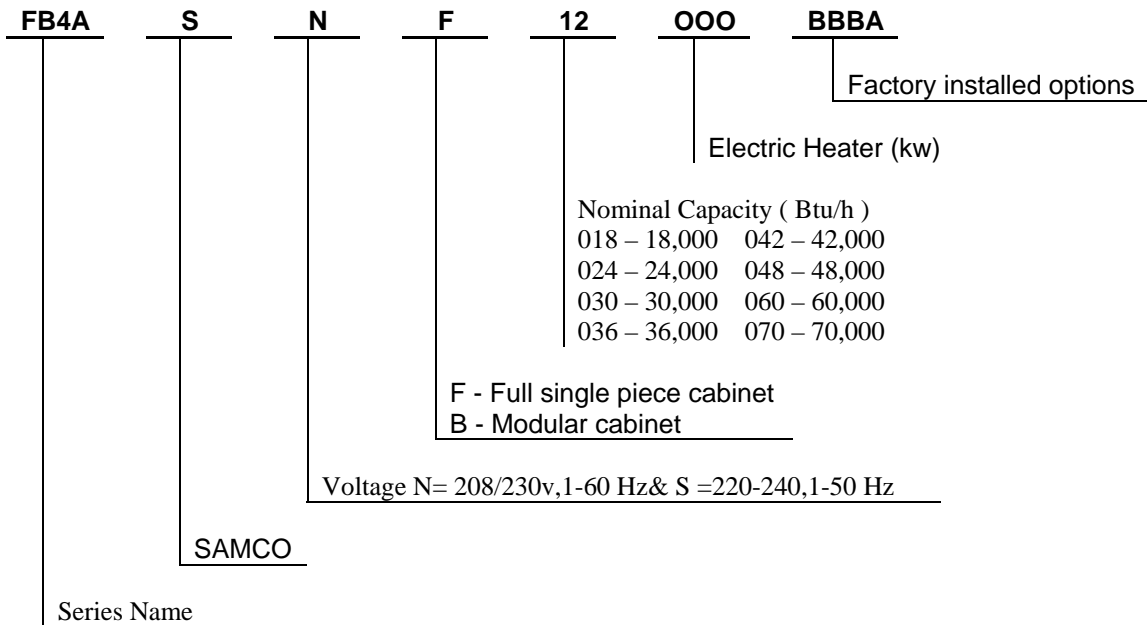 FB4A S N F 12 OOO BBBA
Factory installed options
Electric Heater (kw)
Nominal Capacity ( Btu/h )
018 – 18,000 042 – 42,000
024 – 24,000 048 – 48,000
030 – 30,000 060 – 60,000
036 – 36,000 070 – 70,000
F - Full single piece cabinet
B - Modular cabinet
Voltage N= 208/230v,1-60 Hz& S =220-240,1-50 Hz
SAMCO
Series Name